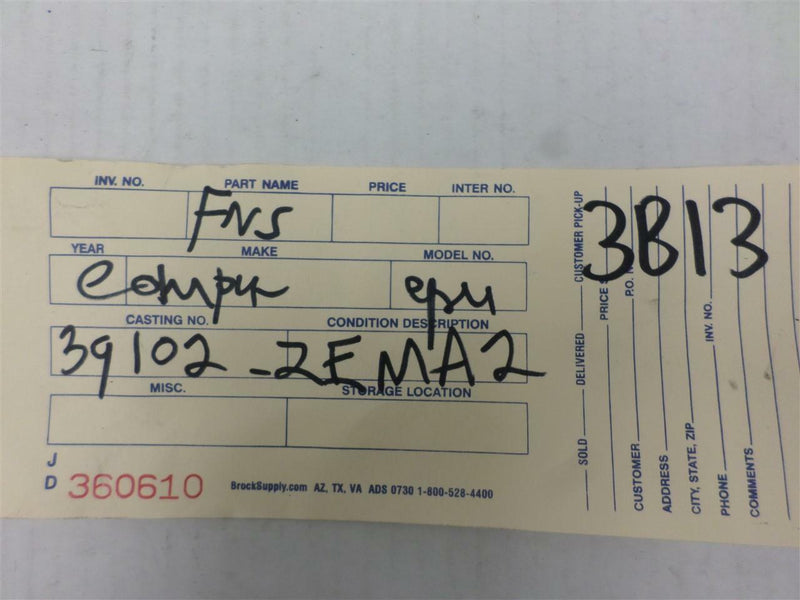 INV. NO. PART NAME PRICE INTER NO.
FNS
YEAR MAKE MODEL NO.
CASTING NO. CONDITION DESCRIPTION
39102-2EMA2
MISC. STORAGE LOCATION
J D 360610 BrockSupply.com AZ, TX, VA ADS 0730 1-800-528-4400
3B13
SOLD DELIVERED CUSTOMER PICK-UP
PRICE $
CUSTOMER P.O. N
ADDRESS
CITY, STATE, ZIP
PHONE INV. NO.
COMMENTS